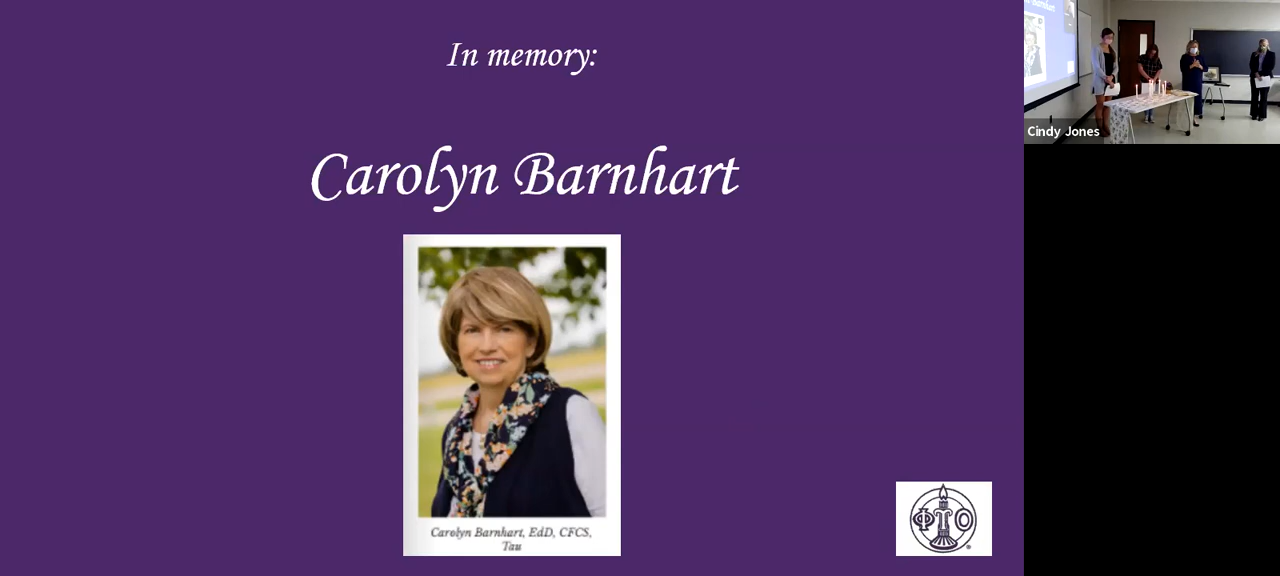 In memory:
Carolyn Barnhart
Carolyn Barnhart, EdD, CFCS,
Tau
ΦΥΟ
Cindy Jones